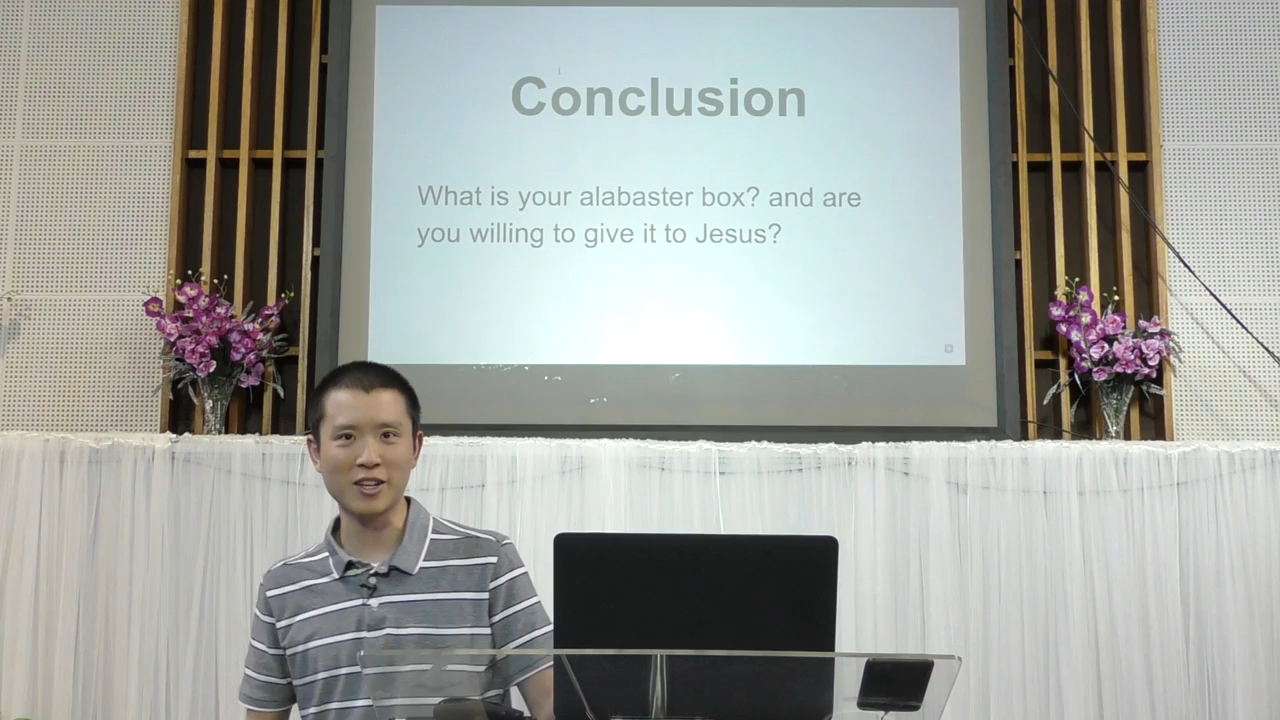 Conclusion
What is your alabaster box? and are
you willing to give it to Jesus?